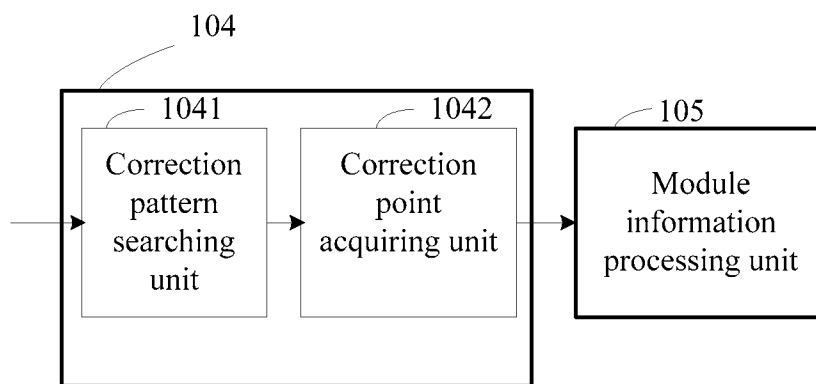 104
1041
1042
105
Correction
pattern
searching
unit
Correction
point
acquiring unit
Module
information
processing unit